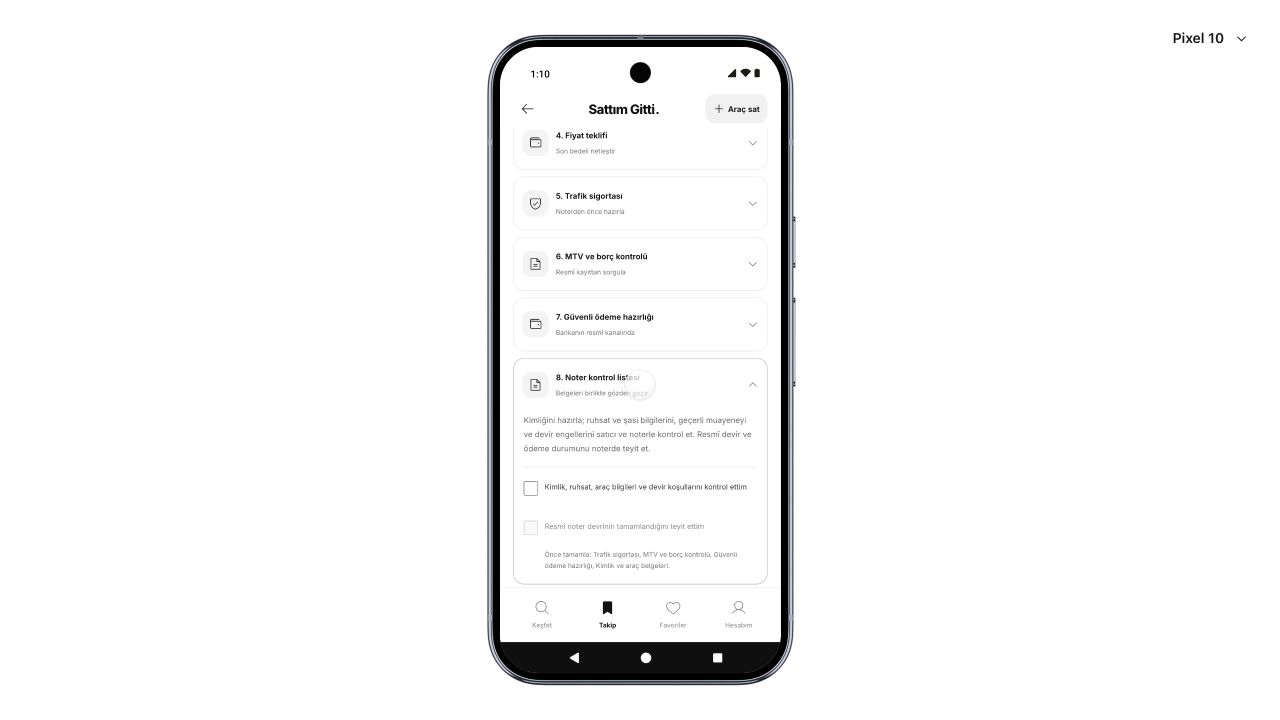 Pixel 10
1:10
Sattım Gitti.
Araç sat
4. Fiyat teklifi
Son bedeli netleştir
5. Trafik sigortası
Noterden önce hazırla
6. MTV ve borç kontrolü
Resmî kayıttan sorgula
7. Güvenli ödeme hazırlığı
Bankanın resmî kanalında
8. Noter kontrol listesi
Belgeleri birlikte gözden geçir
Kimliğini hazırla; ruhsat ve şasi bilgilerini, geçerli muayeneyi
ve devir engellerini satıcı ve noterle kontrol et. Resmî devir ve
ödeme durumunu noterde teyit et.
Kimlik, ruhsat, araç bilgileri ve devir koşullarını kontrol ettim
Resmî noter devrinin tamamlandığını teyit ettim
Önce tamamla: Trafik sigortası, MTV ve borç kontrolü, Güvenli
ödeme hazırlığı, Kimlik ve araç belgeleri.
Keşfet
Takip
Favoriler
Hesabım